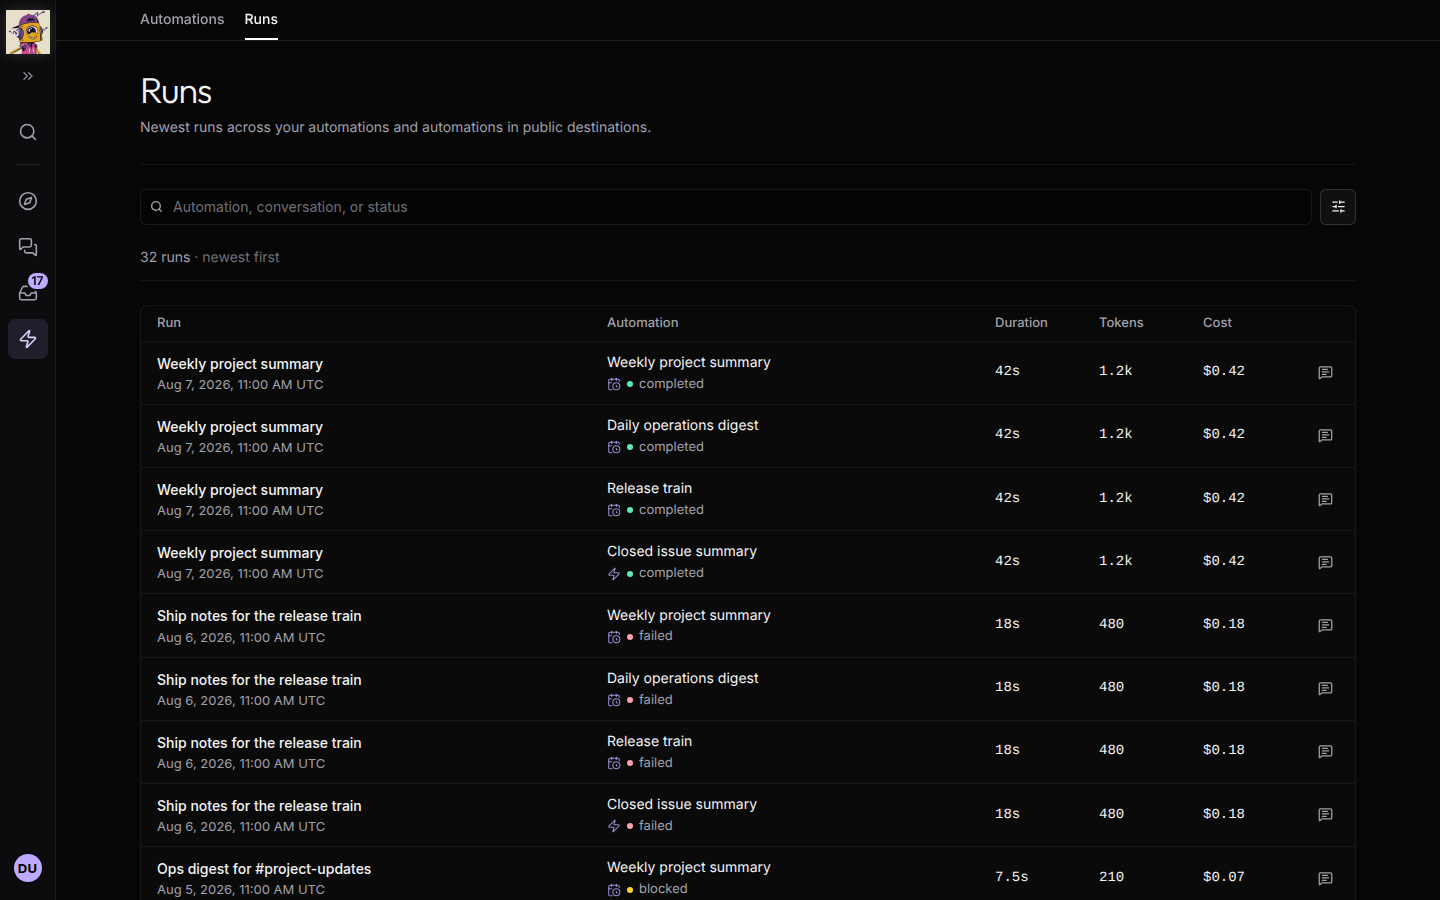 Automations Runs
Runs
Newest runs across your automations and automations in public destinations.
Automation, conversation, or status
32 runs · newest first
17
Run Automation Duration Tokens Cost
Weekly project summary Weekly project summary 42s 1.2k $0.42
Aug 7, 2026, 11:00 AM UTC completed
Weekly project summary Daily operations digest 42s 1.2k $0.42
Aug 7, 2026, 11:00 AM UTC completed
Weekly project summary Release train 42s 1.2k $0.42
Aug 7, 2026, 11:00 AM UTC completed
Weekly project summary Closed issue summary 42s 1.2k $0.42
Aug 7, 2026, 11:00 AM UTC completed
Ship notes for the release train Weekly project summary 18s 480 $0.18
Aug 6, 2026, 11:00 AM UTC failed
Ship notes for the release train Daily operations digest 18s 480 $0.18
Aug 6, 2026, 11:00 AM UTC failed
Ship notes for the release train Release train 18s 480 $0.18
Aug 6, 2026, 11:00 AM UTC failed
Ship notes for the release train Closed issue summary 18s 480 $0.18
Aug 6, 2026, 11:00 AM UTC failed
Ops digest for #project-updates Weekly project summary 7.5s 210 $0.07
Aug 5, 2026, 11:00 AM UTC blocked
DU